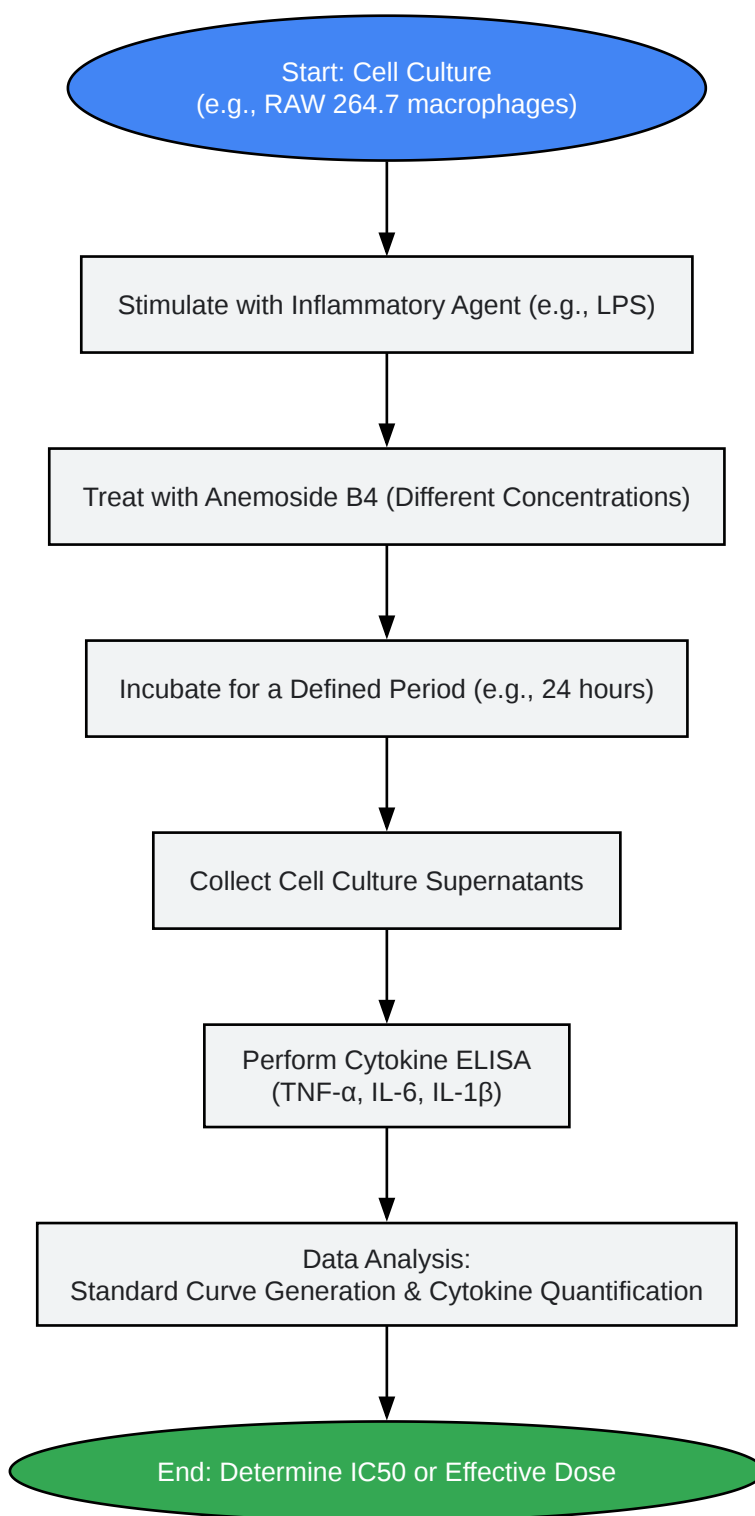 Start: Cell Culture
(e.g., RAW 264.7 macrophages)
Stimulate with Inflammatory Agent (e.g., LPS)
Treat with Anemoside B4 (Different Concentrations)
Incubate for a Defined Period (e.g., 24 hours)
Collect Cell Culture Supernatants
Perform Cytokine ELISA
(TNF-α, IL-6, IL-1β)
Data Analysis:
Standard Curve Generation & Cytokine Quantification
End: Determine IC50 or Effective Dose